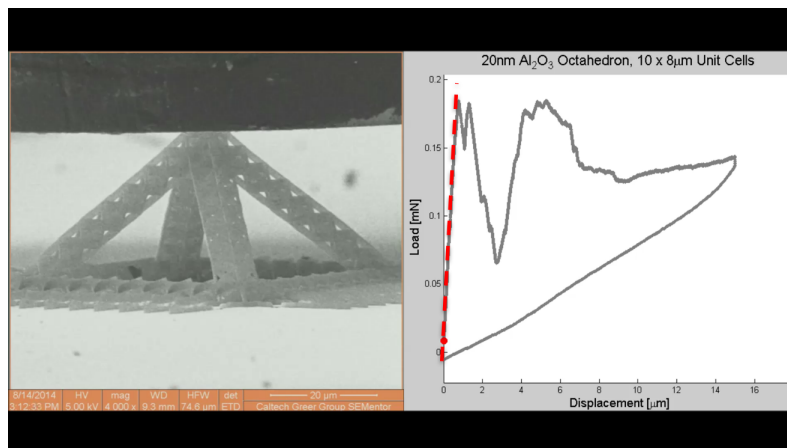 20nm Al2O3 Octahedron, 10 x 8μm Unit Cells
0.2
0.15
0.1
0.05
0
Load [mN]
0 2 4 6 8 10 12 14 16
Displacement [μm]
8/14/2014 HV mag WD HFW det 20 μm
3:12:33 PM 5.00 kV 4 000 x 9.3 mm 74.6 μm ETD Caltech Greer Group SEMentor